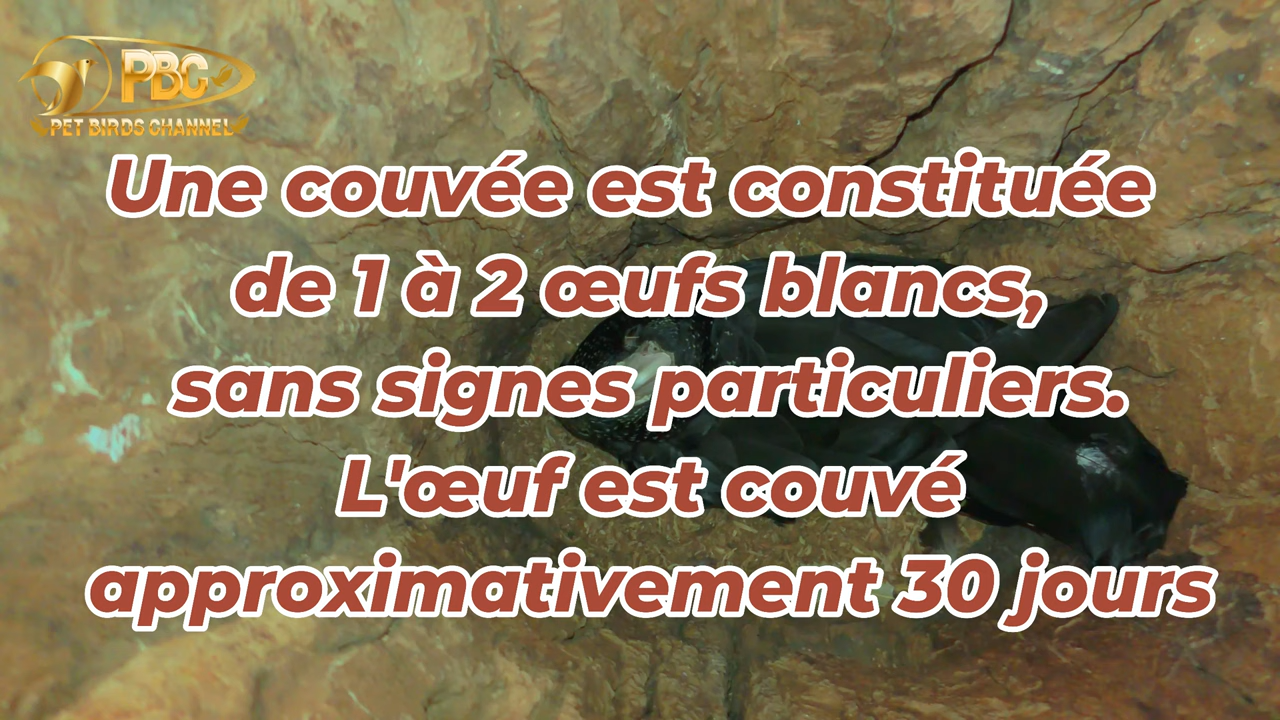 PBC
PET BIRDS CHANNEL
Une couvée est constituée
de 1 à 2 œufs blancs,
sans signes particuliers.
L'œuf est couvé
approximativement 30 jours